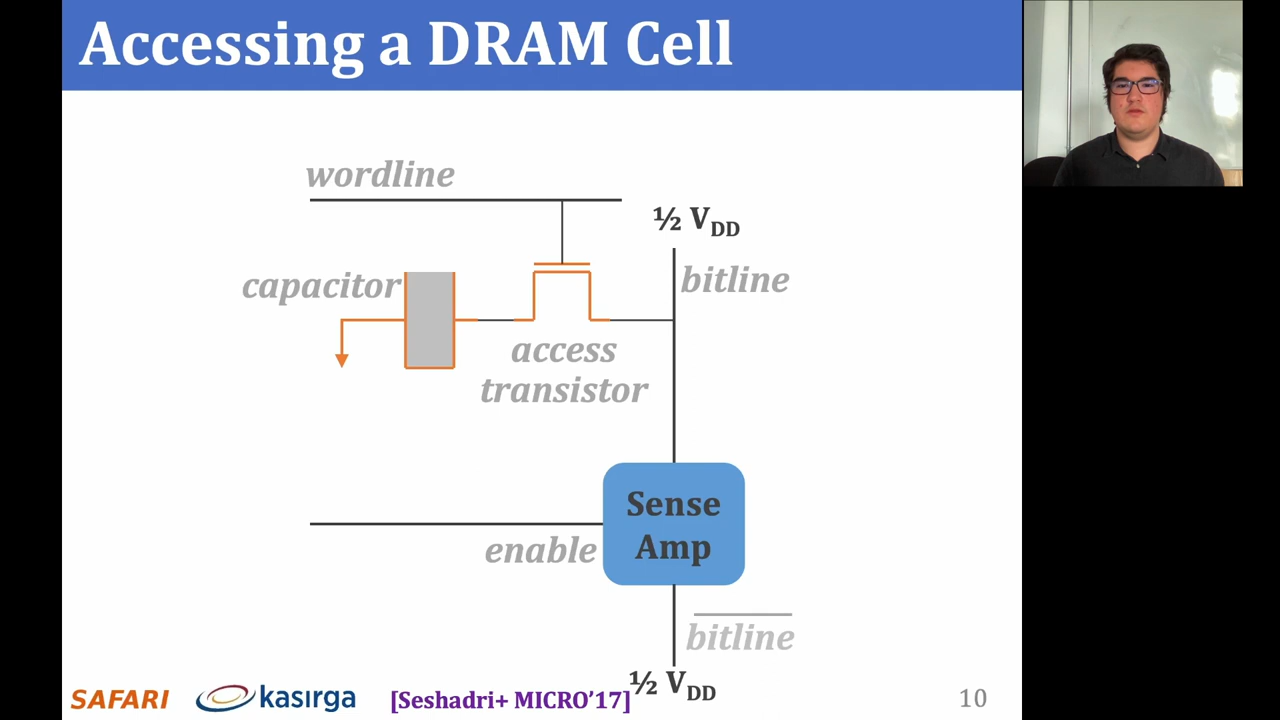 Accessing a DRAM Cell
wordline
½ VDD
capacitor
bitline
access
transistor
Sense
Amp
enable
bitline
½ VDD
SAFARI
kasırga
[Seshadri+ MICRO’17]
10